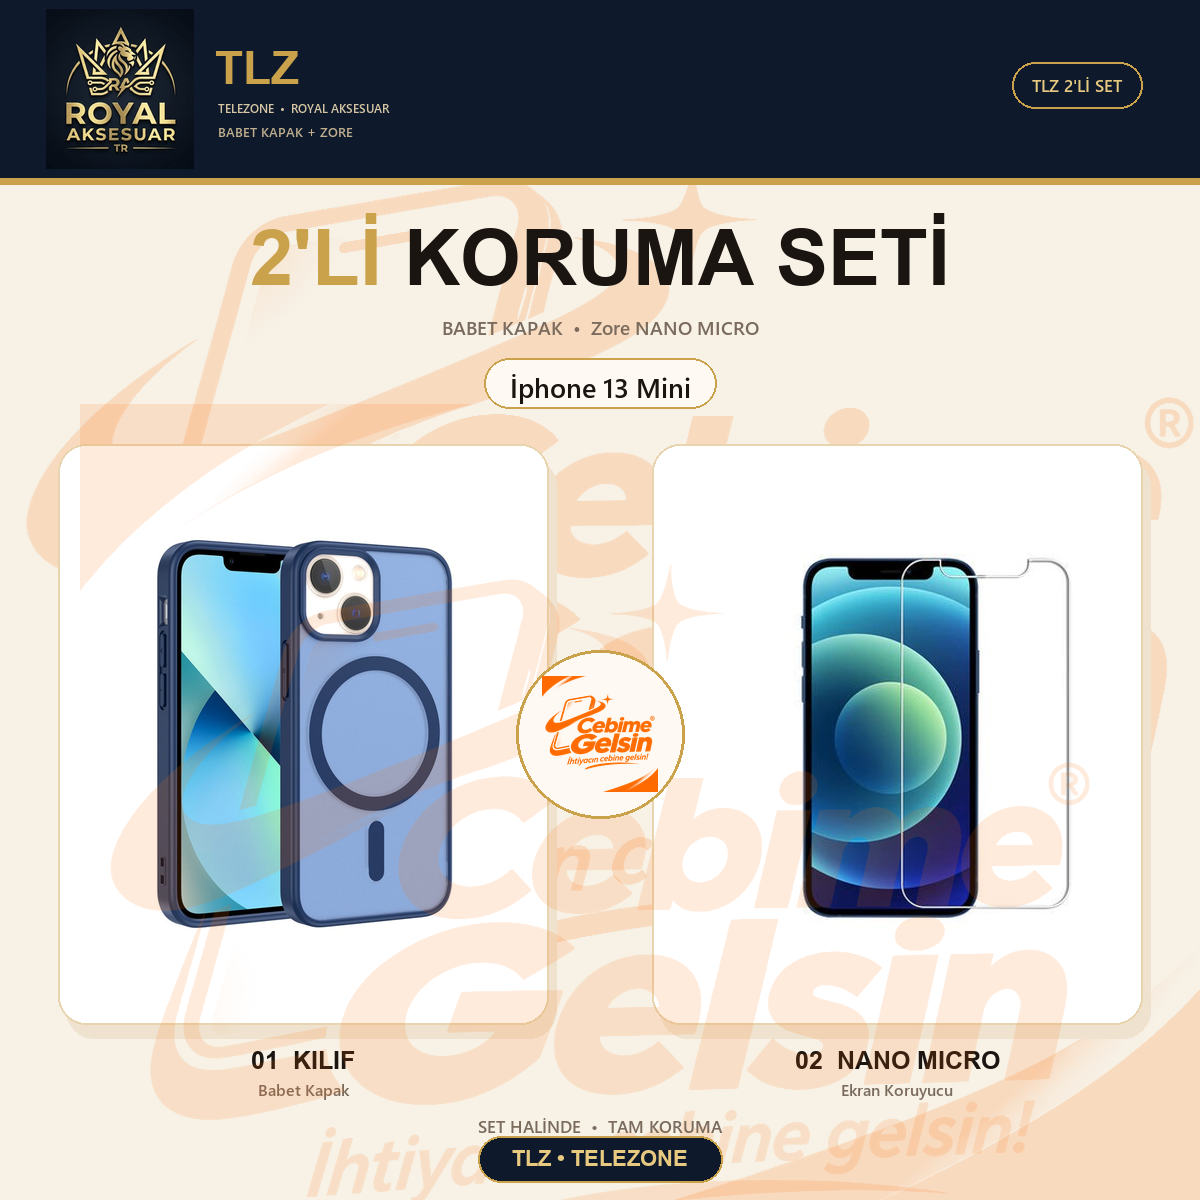 ROYAL
AKSESUAR
TR
TLZ
TELEZONE • ROYAL AKSESUAR
BABET KAPAK + ZORE
TLZ 2'Lİ SET
2'Lİ KORUMA SETİ
BABET KAPAK • Zore NANO MICRO
İphone 13 Mini
Cebime
Gelsin
İhtiyacın cebine gelsin!
Cebime
Gelsin
01 KILIF
02 NANO MICRO
Babet Kapak
Ekran Koruyucu
SET HALİNDE • TAM KORUMA
TLZ • TELEZONE